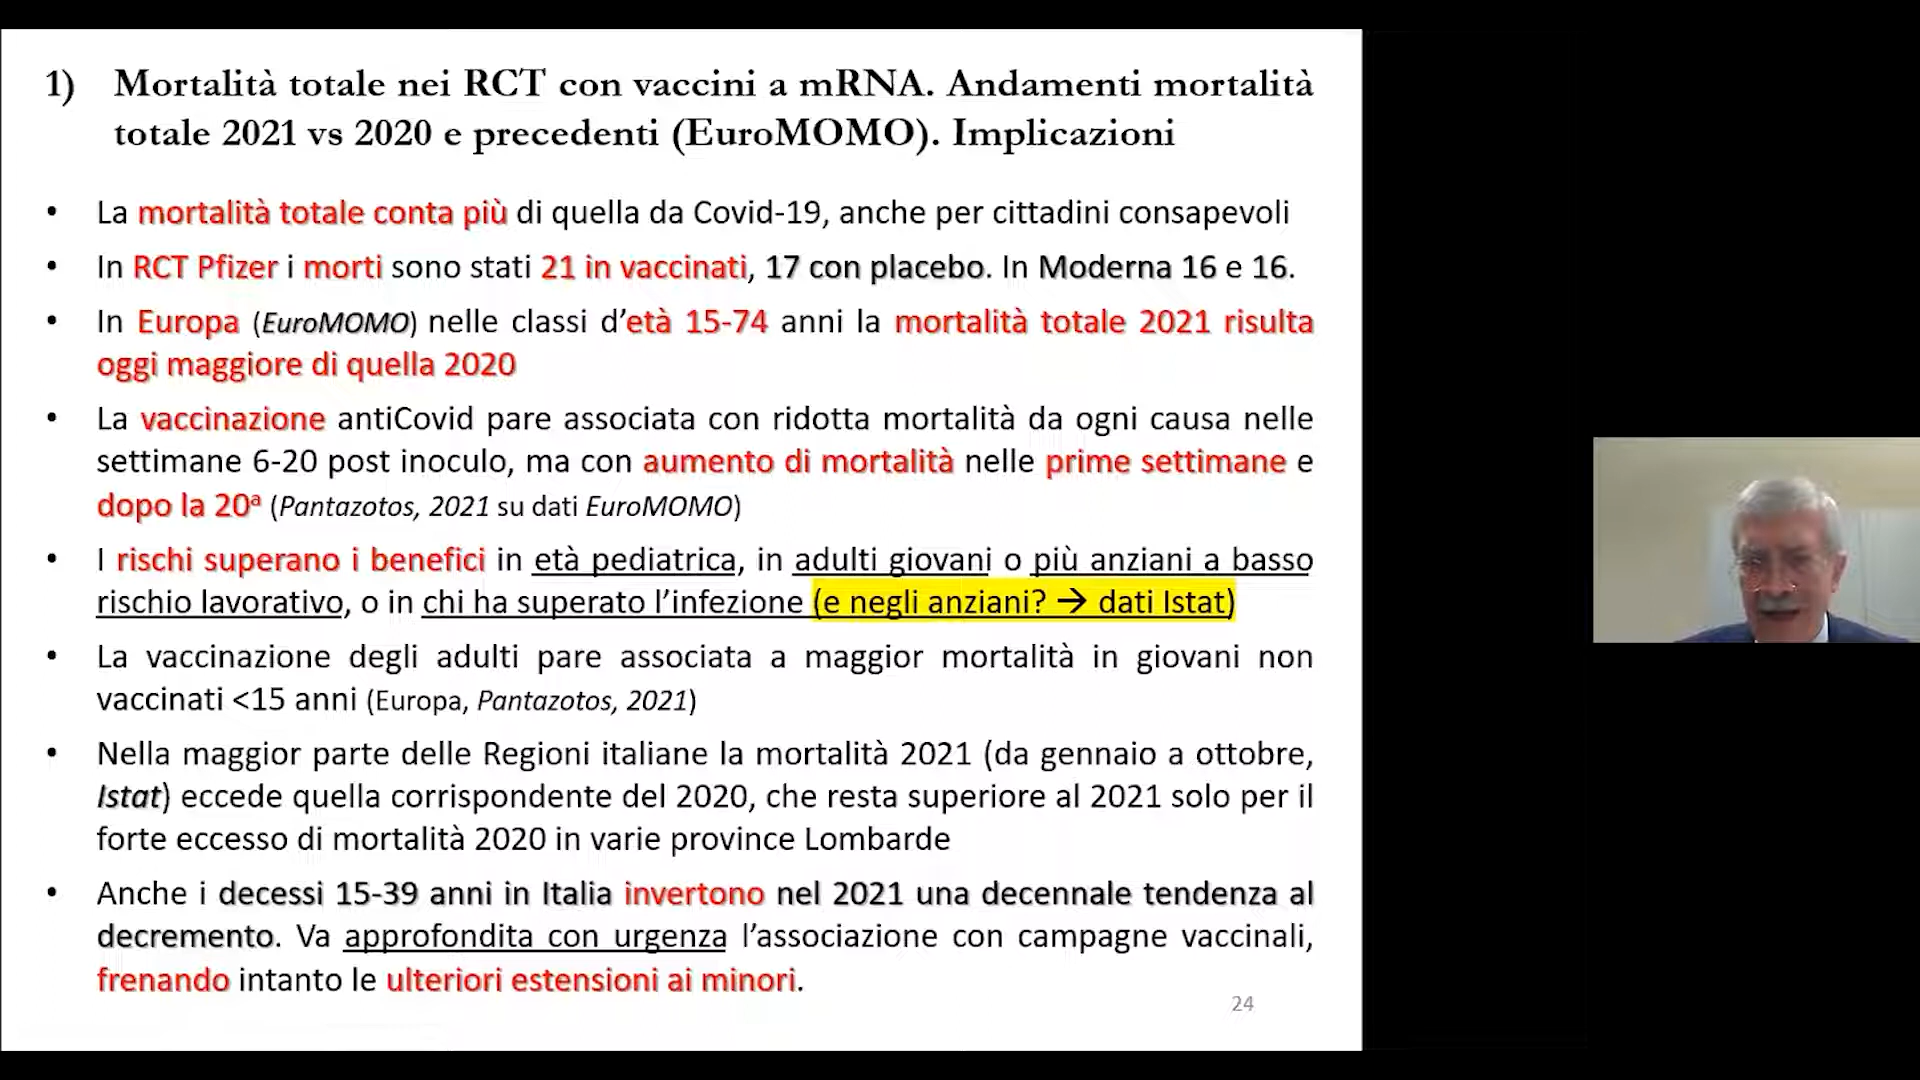 1) Mortalità totale nei RCT con vaccini a mRNA. Andamenti mortalità
totale 2021 vs 2020 e precedenti (EuroMOMO). Implicazioni
• La mortalità totale conta più di quella da Covid-19, anche per cittadini consapevoli
• In RCT Pfizer i morti sono stati 21 in vaccinati, 17 con placebo. In Moderna 16 e 16.
• In Europa (EuroMOMO) nelle classi d’età 15-74 anni la mortalità totale 2021 risulta
oggi maggiore di quella 2020
• La vaccinazione antiCovid pare associata con ridotta mortalità da ogni causa nelle
settimane 6-20 post inoculo, ma con aumento di mortalità nelle prime settimane e
dopo la 20ª (Pantazotos, 2021 su dati EuroMOMO)
• I rischi superano i benefici in età pediatrica, in adulti giovani o più anziani a basso
rischio lavorativo, o in chi ha superato l’infezione (e negli anziani? → dati Istat)
• La vaccinazione degli adulti pare associata a maggior mortalità in giovani non
vaccinati <15 anni (Europa, Pantazotos, 2021)
• Nella maggior parte delle Regioni italiane la mortalità 2021 (da gennaio a ottobre,
Istat) eccede quella corrispondente del 2020, che resta superiore al 2021 solo per il
forte eccesso di mortalità 2020 in varie province Lombarde
• Anche i decessi 15-39 anni in Italia invertono nel 2021 una decennale tendenza al
decremento. Va approfondita con urgenza l’associazione con campagne vaccinali,
frenando intanto le ulteriori estensioni ai minori.
24